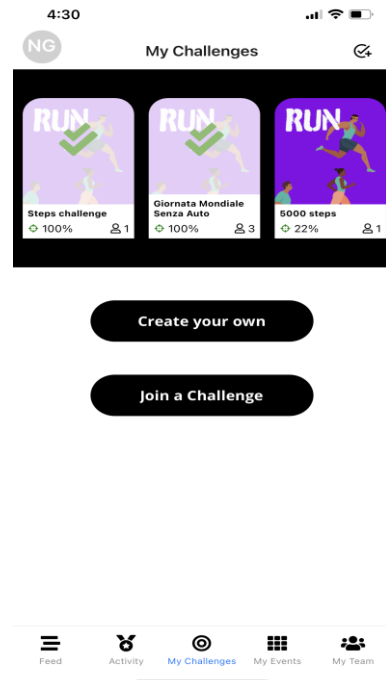 4:30
NG
My Challenges
RUN
RUN
RUN
Steps challenge
100%
1
Giornata Mondiale
Senza Auto
100%
3
5000 steps
22%
1
Create your own
Join a Challenge
Feed
Activity
My Challenges
My Events
My Team